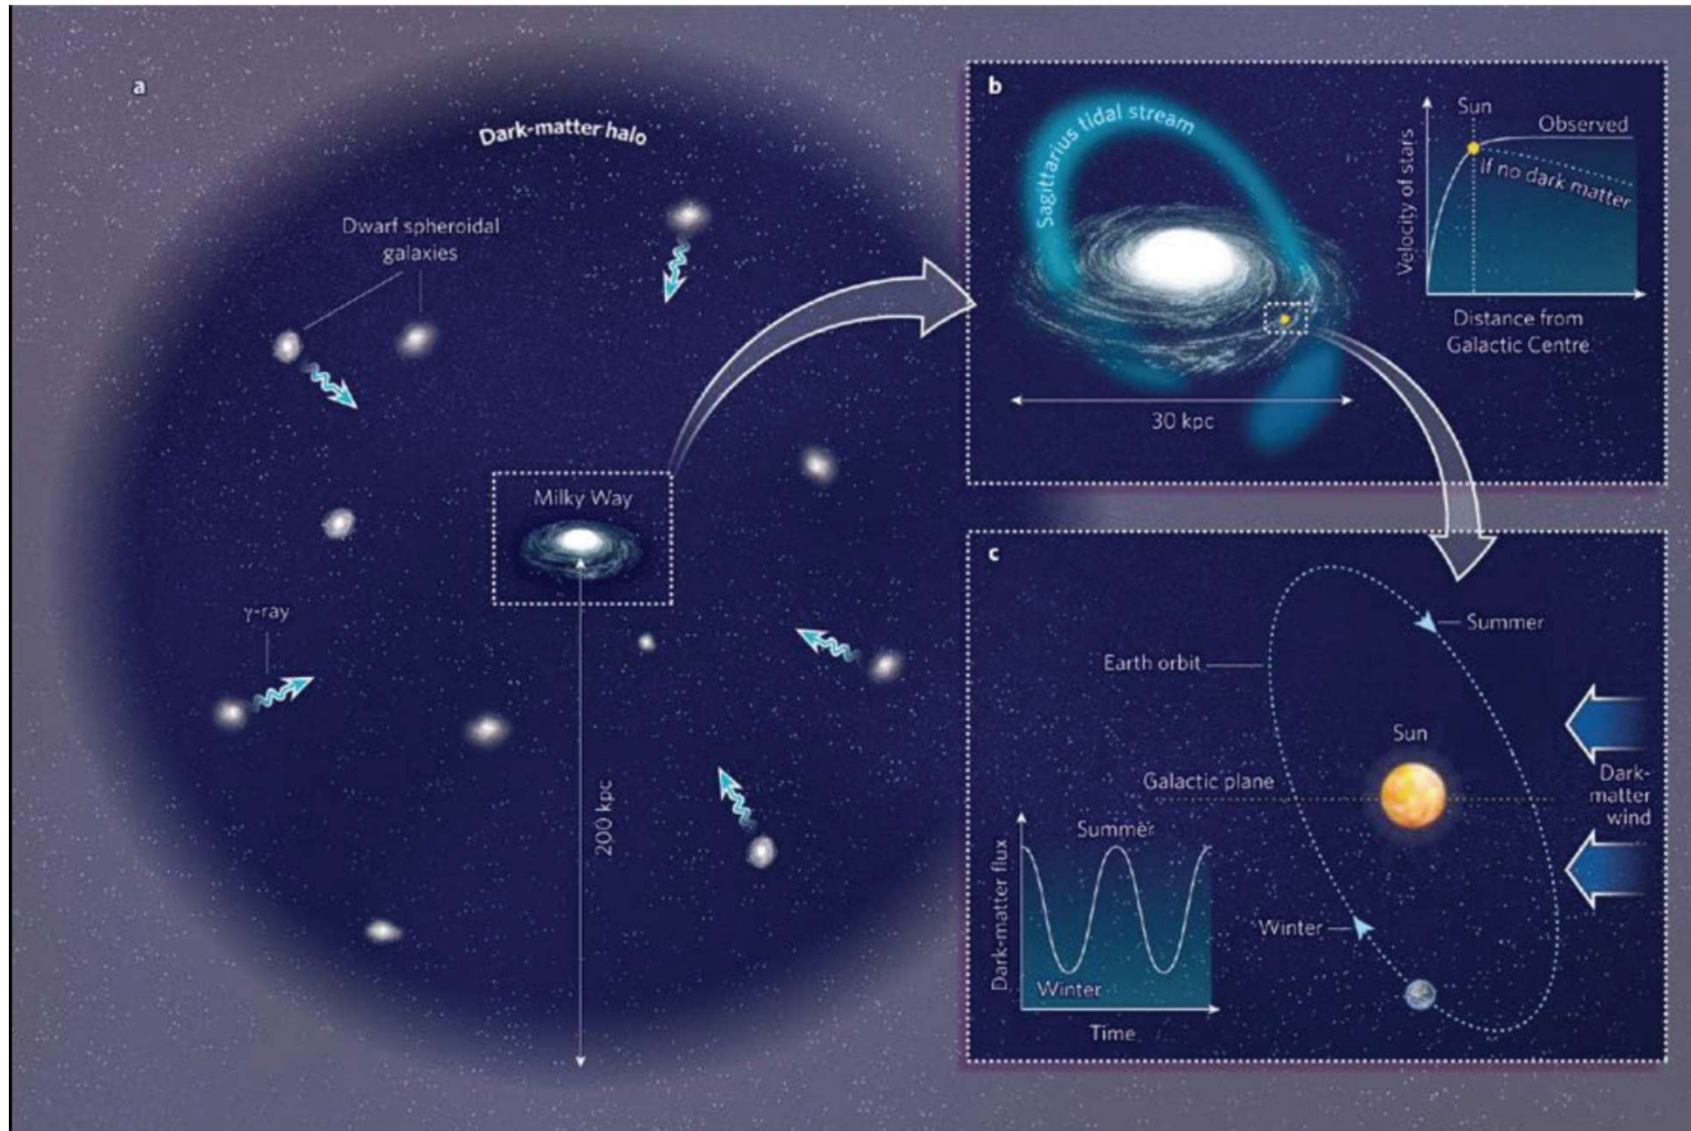 a
Dark-matter halo
Dwarf spheroidal
galaxies
Milky Way
γ-ray
200 kpc
b
Sagittarius tidal stream
30 kpc
Sun
Observed
If no dark matter
Velocity of stars
Distance from
Galactic Centre
c
Summer
Earth orbit
Sun
Galactic plane
Dark-
matter
wind
Winter
Summer
Dark-matter flux
Winter
Time